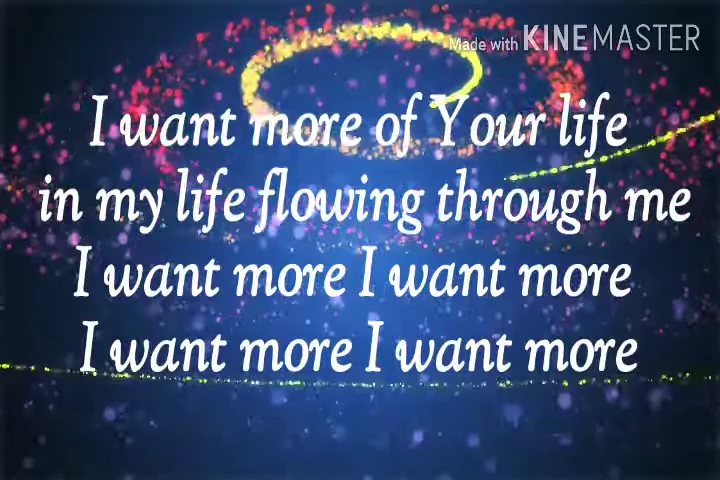 Made with KINEMASTER
I want more of Your life
in my life flowing through me
I want more I want more
I want more I want more